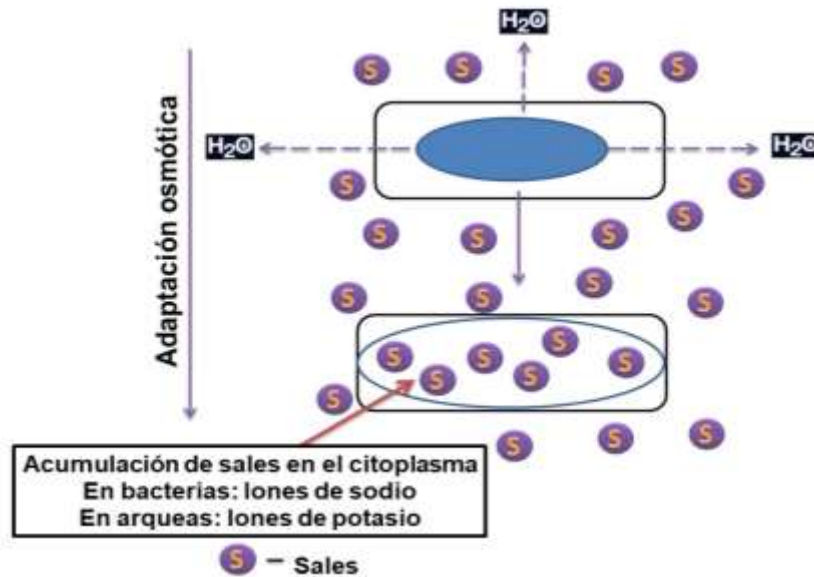 H₂O
S S S S
H₂O H₂O
S S
S
S S S
S
S S S
S S S S
S S S
S
S S S
Adaptación osmótica
Acumulación de sales en el citoplasma
En bacterias: Iones de sodio
En arqueas: Iones de potasio
S – Sales